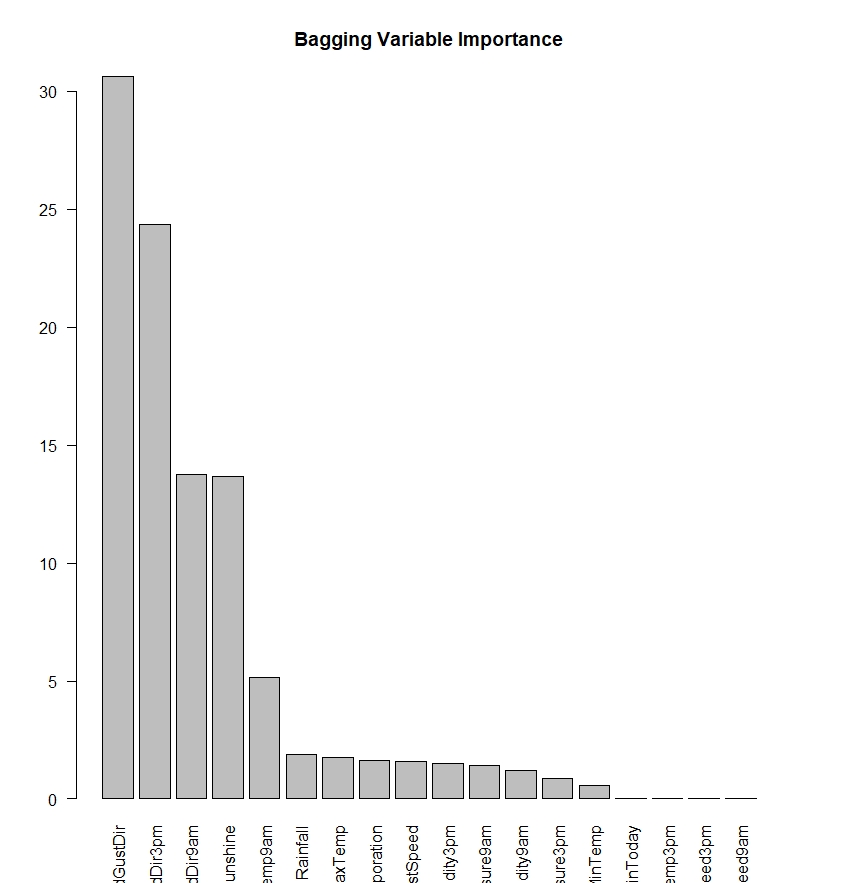 Bagging Variable Importance
30
25
20
15
10
5
0
dGustDir
dDir3pm
dDir9am
unshine
emp9am
Rainfall
axTemp
poration
stSpeed
dity3pm
sure9am
dity9am
sure3pm
MinTemp
inToday
emp3pm
eed3pm
eed9am